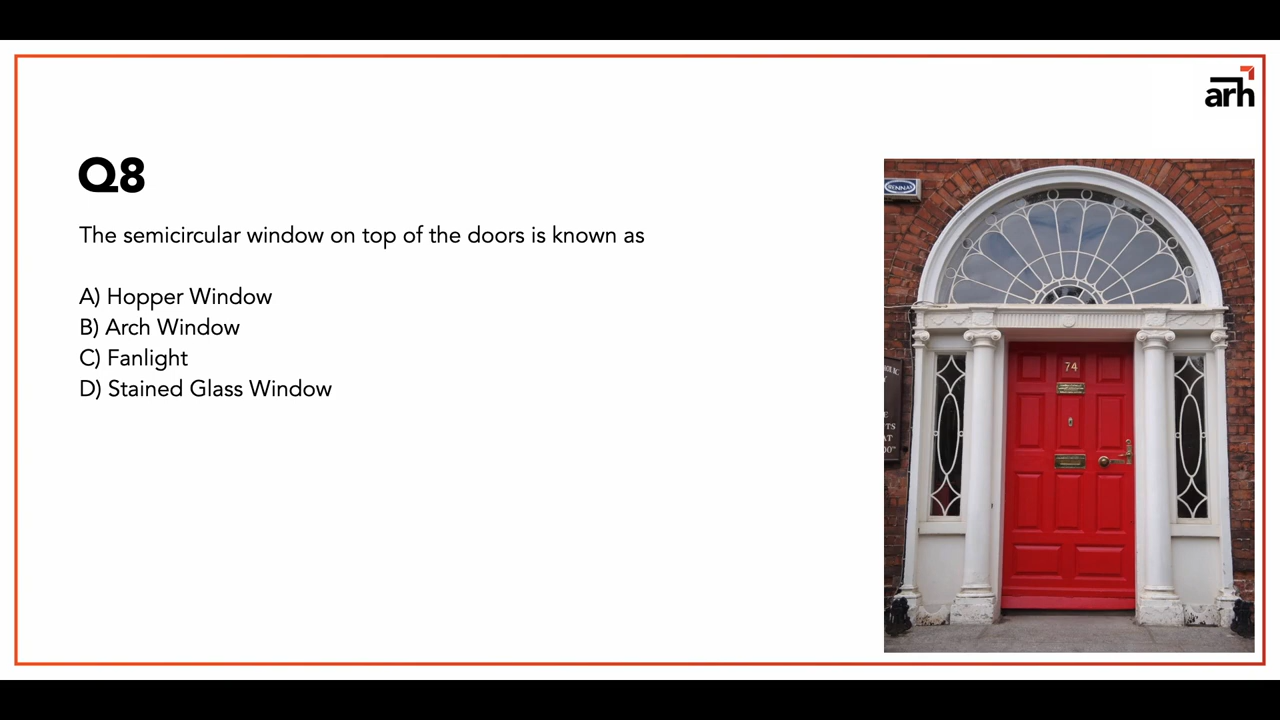 arh
Q8
The semicircular window on top of the doors is known as
A) Hopper Window
B) Arch Window
C) Fanlight
D) Stained Glass Window
74